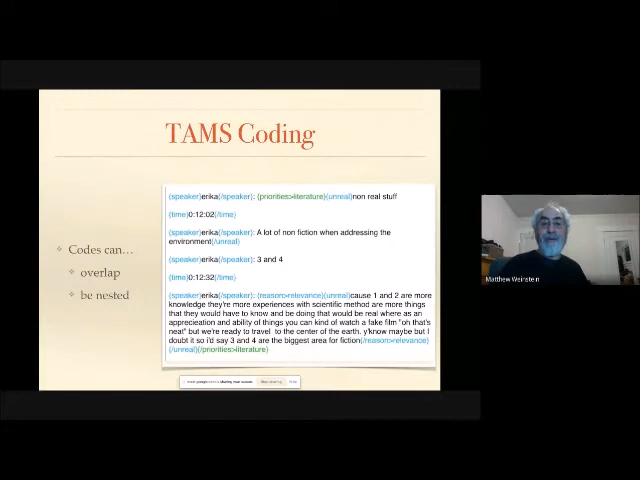 TAMS Coding
Codes can…
overlap
be nested
{speaker}erika{/speaker}: {priorities>literature}{unreal}non real stuff
{time}0:12:02{/time}
{speaker}erika{/speaker}: A lot of non fiction when addressing the
environment{/unreal}
{speaker}erika{/speaker}: 3 and 4
{time}0:12:32{/time}
{speaker}erika{/speaker}: {reason>relevance}{unreal}cause 1 and 2 are more
knowledge they're more experiences with scientific method are more things
that they would have to know and be doing that would be real where as an
apprecieation and ability of things you can kind of watch a fake film "oh that's
neat" but we're ready to travel to the center of the earth. y'know maybe but I
doubt it so i'd say 3 and 4 are the biggest area for fiction{/reason>relevance}
{/unreal}{/priorities>literature}
Matthew Weinstein